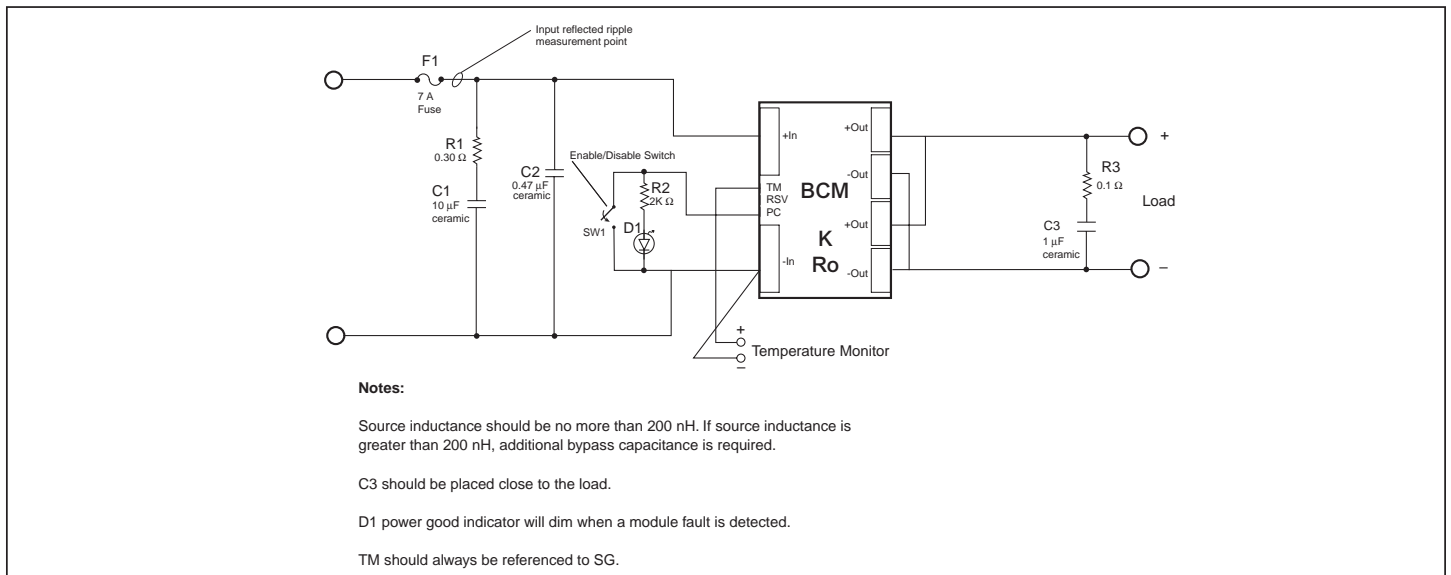 Input reflected ripple
measurement point
F1
7 A
Fuse
R1
0.30 Ω
C1
10 µF
ceramic
C2
0.47 µF
ceramic
Enable/Disable Switch
R2
2K Ω
SW1
D1
+In
TM
RSV
PC
-In
BCM
K
Ro
+Out
-Out
+Out
-Out
+
R3
0.1 Ω
Load
C3
1 µF
ceramic
–
+
Temperature Monitor
–
Notes:
Source inductance should be no more than 200 nH. If source inductance is
greater than 200 nH, additional bypass capacitance is required.
C3 should be placed close to the load.
D1 power good indicator will dim when a module fault is detected.
TM should always be referenced to SG.